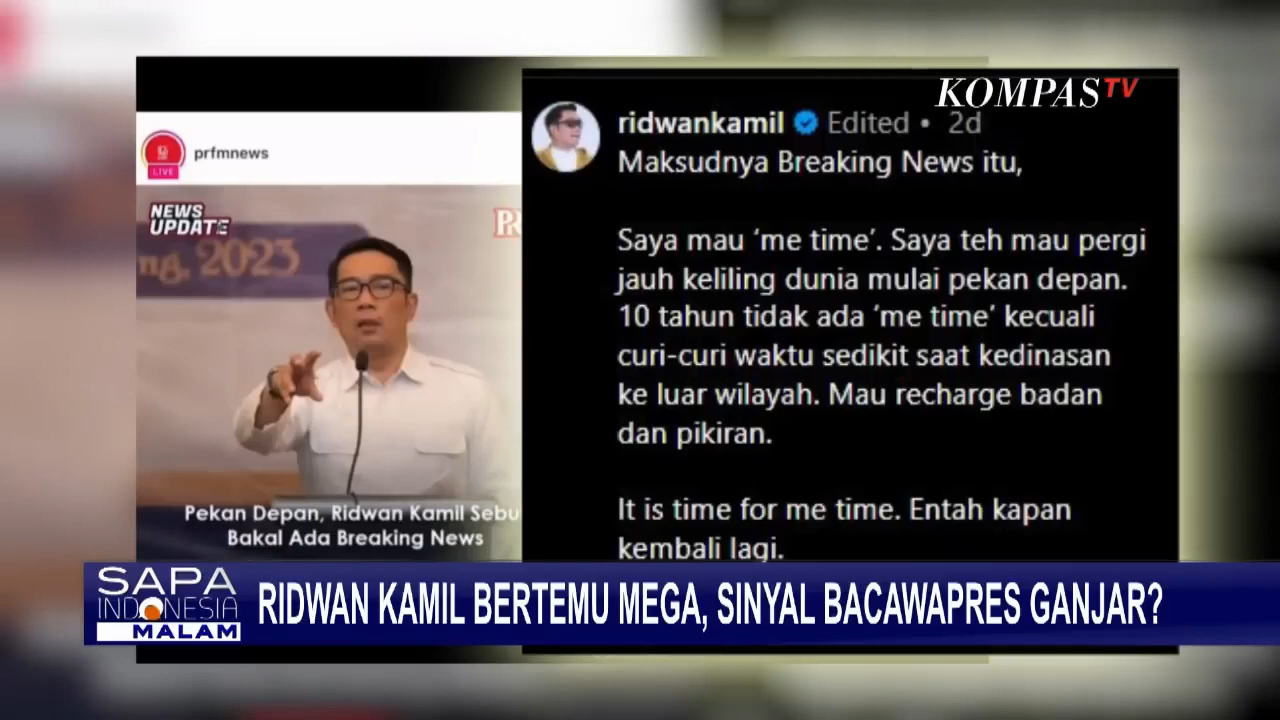 KOMPAS TV
prfmnews
LIVE
NEWS
UPDATE
ng, 2023
Pekan Depan, Ridwan Kamil Sebu
Bakal Ada Breaking News
ridwankamil Edited • 2d
Maksudnya Breaking News itu,
Saya mau ‘me time’. Saya teh mau pergi
jauh keliling dunia mulai pekan depan.
10 tahun tidak ada ‘me time’ kecuali
curi-curi waktu sedikit saat kedinasan
ke luar wilayah. Mau recharge badan
dan pikiran.
It is time for me time. Entah kapan
kembali lagi.
SAPA
INDONESIA
MALAM
RIDWAN KAMIL BERTEMU MEGA, SINYAL BACAWAPRES GANJAR?